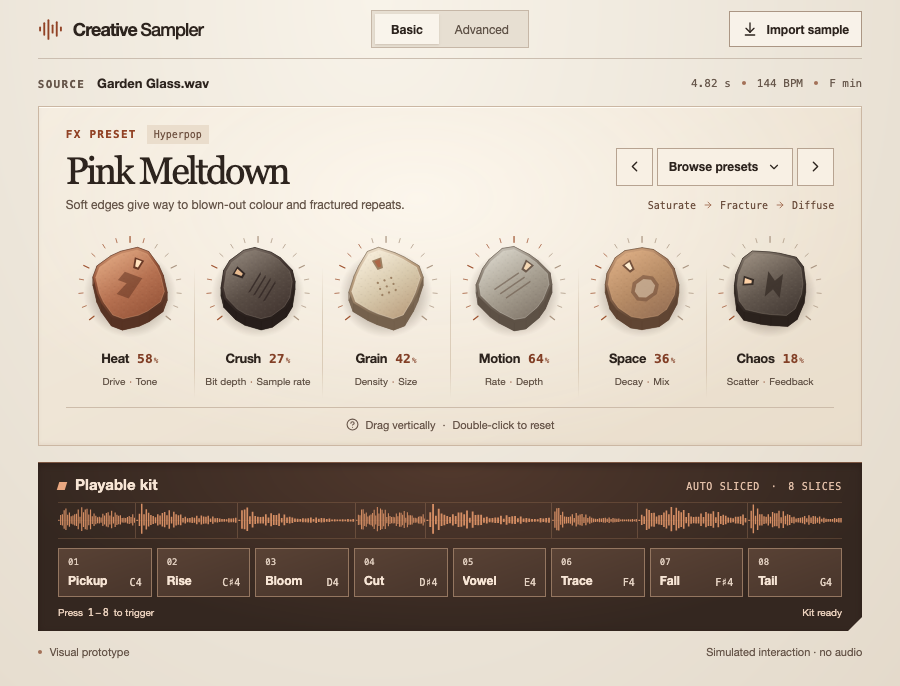 Creative Sampler
Basic Advanced
Import sample
SOURCE Garden Glass.wav
4.82 s • 144 BPM • F min
FX PRESET Hyperpop
Pink Meltdown
Browse presets
Soft edges give way to blown-out colour and fractured repeats.
Saturate → Fracture → Diffuse
Heat 58% Crush 27% Grain 42% Motion 64% Space 36% Chaos 18%
Drive · Tone Bit depth · Sample rate Density · Size Rate · Depth Decay · Mix Scatter · Feedback
Drag vertically · Double-click to reset
Playable kit
AUTO SLICED · 8 SLICES
01 02 03 04 05 06 07 08
Pickup C4 Rise C♯4 Bloom D4 Cut D♯4 Vowel E4 Trace F4 Fall F♯4 Tail G4
Press 1–8 to trigger
Kit ready
• Visual prototype
Simulated interaction · no audio